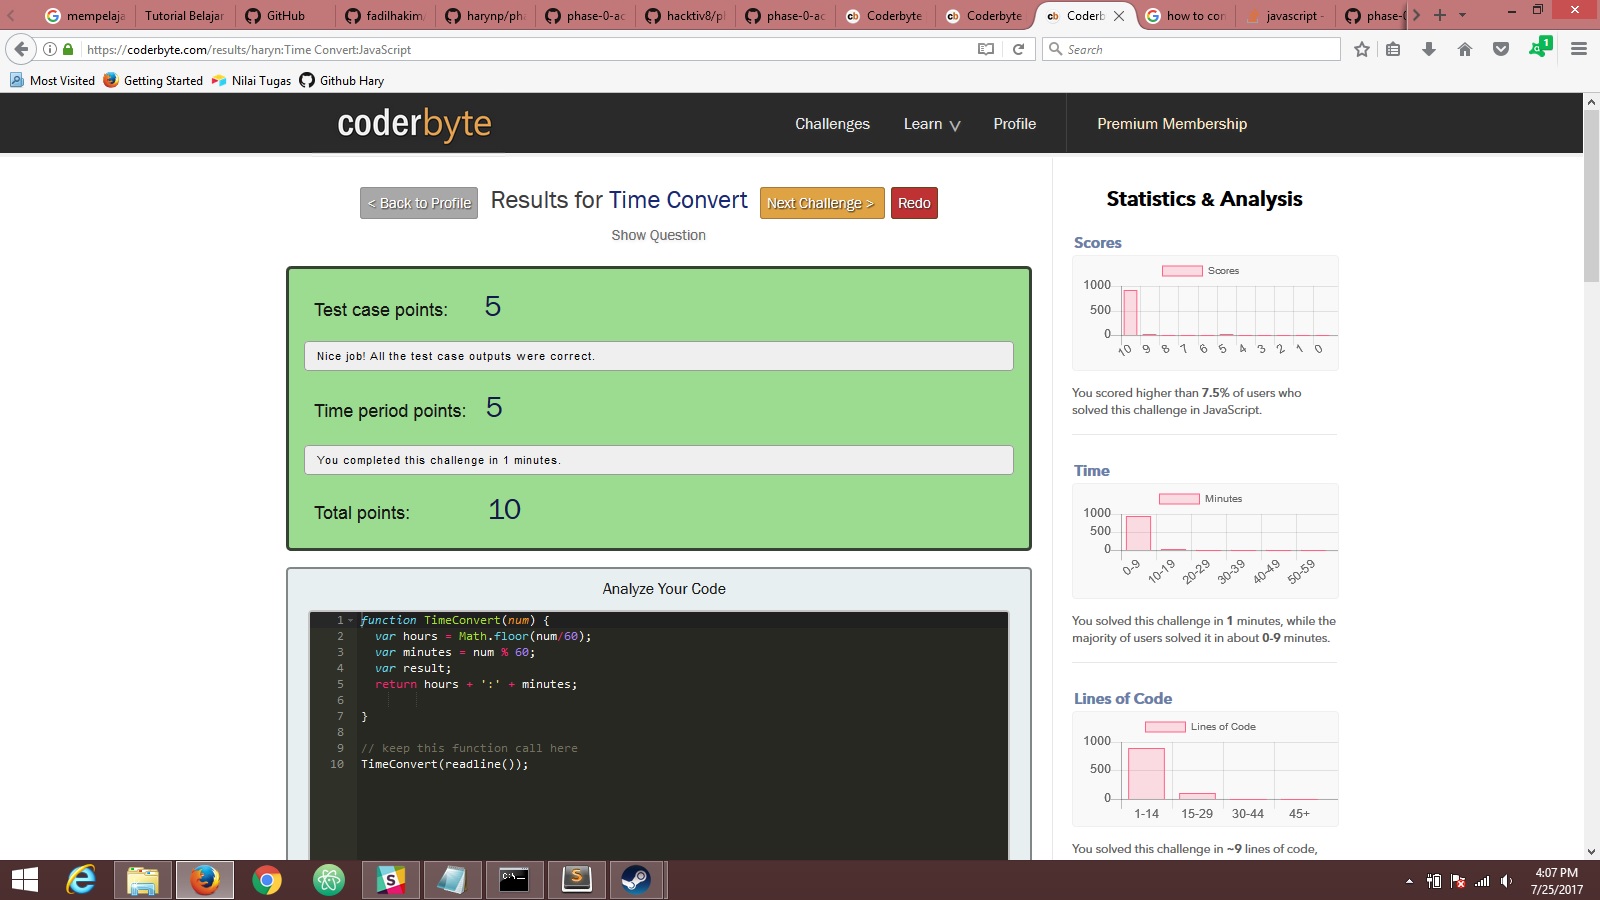 mempelaja
Tutorial Belajar
GitHub
fadilhakim/
harynp/pha
phase-0-ac
hacktiv8/pl
phase-0-ac
Coderbyte
Coderbyte
Coderb
how to con
javascript -
phase-0
https://coderbyte.com/results/haryn:Time Convert:JavaScript
Search
1
Most Visited
Getting Started
Nilai Tugas
Github Hary
coderbyte
Challenges
Learn
Profile
Premium Membership
< Back to Profile
Results for Time Convert
Next Challenge >
Redo
Show Question
Test case points: 5
Nice job! All the test case outputs were correct.
Time period points: 5
You completed this challenge in 1 minutes.
Total points: 10
Analyze Your Code
1 function TimeConvert(num) {
2 var hours = Math.floor(num/60);
3 var minutes = num % 60;
4 var result;
5 return hours + ':' + minutes;
6
7 }
8
9 // keep this function call here
10 TimeConvert(readline());
Statistics & Analysis
Scores
Scores
1000
500
0
10 9 8 7 6 5 4 3 2 1 0
You scored higher than 7.5% of users who
solved this challenge in JavaScript.
Time
Minutes
1000
500
0
0-9 10-19 20-29 30-39 40-49 50-59
You solved this challenge in 1 minutes, while the
majority of users solved it in about 0-9 minutes.
Lines of Code
Lines of Code
1000
500
0
1-14 15-29 30-44 45+
You solved this challenge in ~9 lines of code,
4:07 PM
7/25/2017